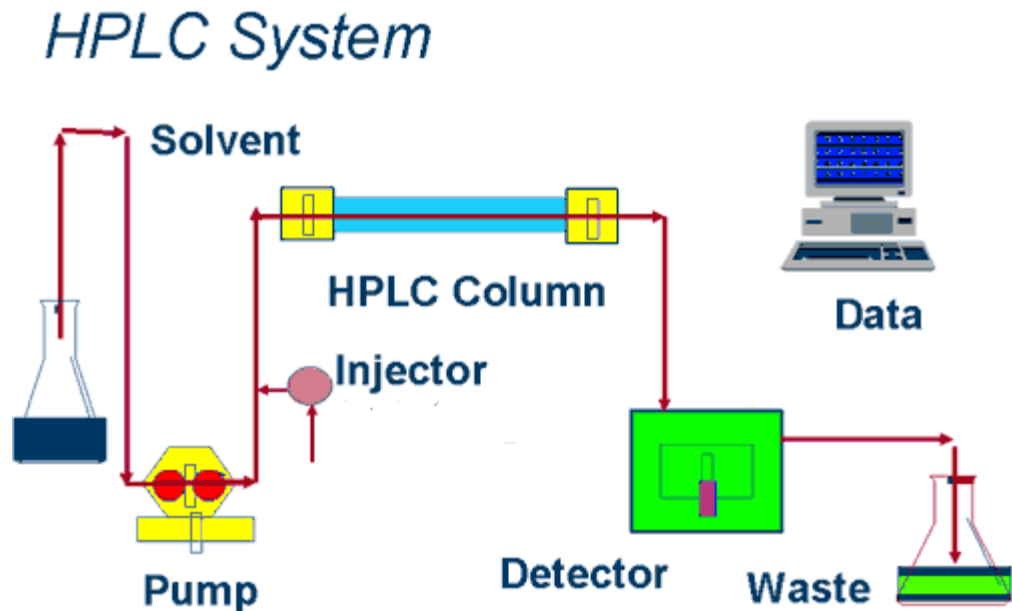 HPLC System
Solvent
HPLC Column
Data
Injector
Detector
Pump
Waste